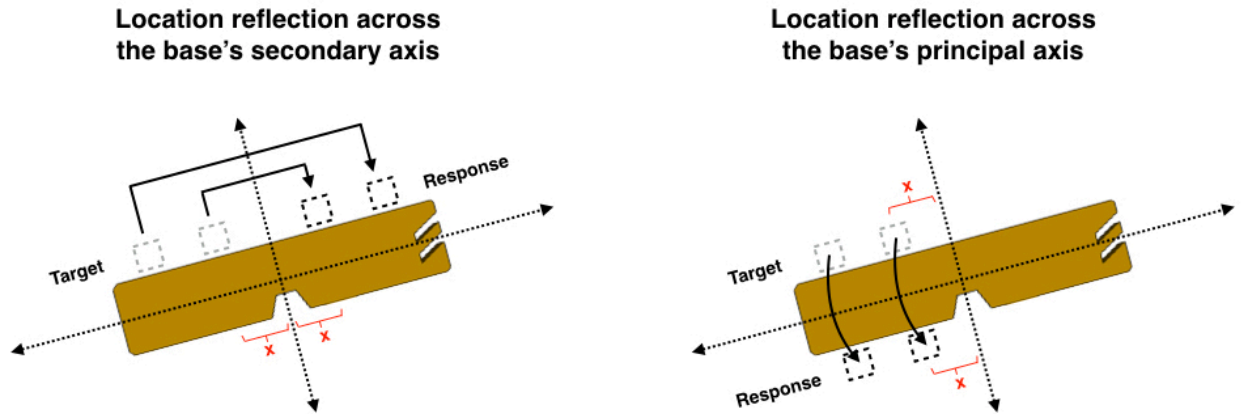 Location reflection across
the base's secondary axis
Response
Target
x
x
Location reflection across
the base's principal axis
x
Target
Response
x